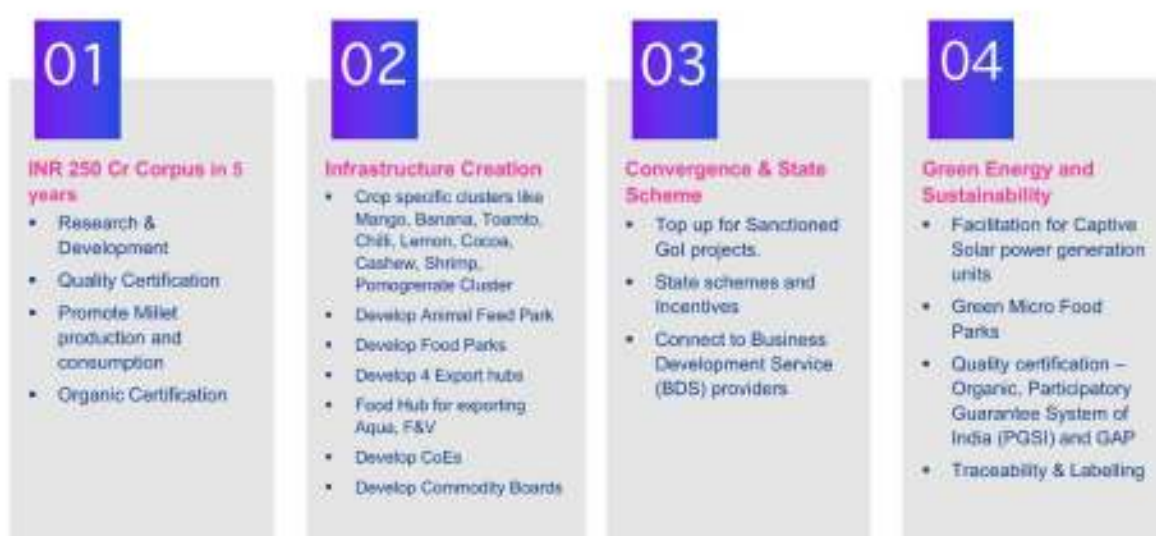 01
INR 250 Cr Corpus in 5
years
• Research &
Development
• Quality Certification
• Promote Millet
production and
consumption
• Organic Certification
02
Infrastructure Creation
• Crop specific clusters like
Mango, Banana, Toamto,
Chilli, Lemon, Cocoa,
Cashew, Shrimp,
Pomogrenate Cluster
• Develop Animal Feed Park
• Develop Food Parks
• Develop 4 Export hubs
• Food Hub for exporting
Aqua, F&V
• Develop CoEs
• Develop Commodity Boards
03
Convergence & State
Scheme
• Top up for Sanctioned
GoI projects.
• State schemes and
Incentives
• Connect to Business
Development Service
(BDS) providers
04
Green Energy and
Sustainability
• Facilitation for Captive
Solar power generation
units
• Green Micro Food
Parks
• Quality certification –
Organic, Participatory
Guarantee System of
India (PGSI) and GAP
• Traceability & Labelling